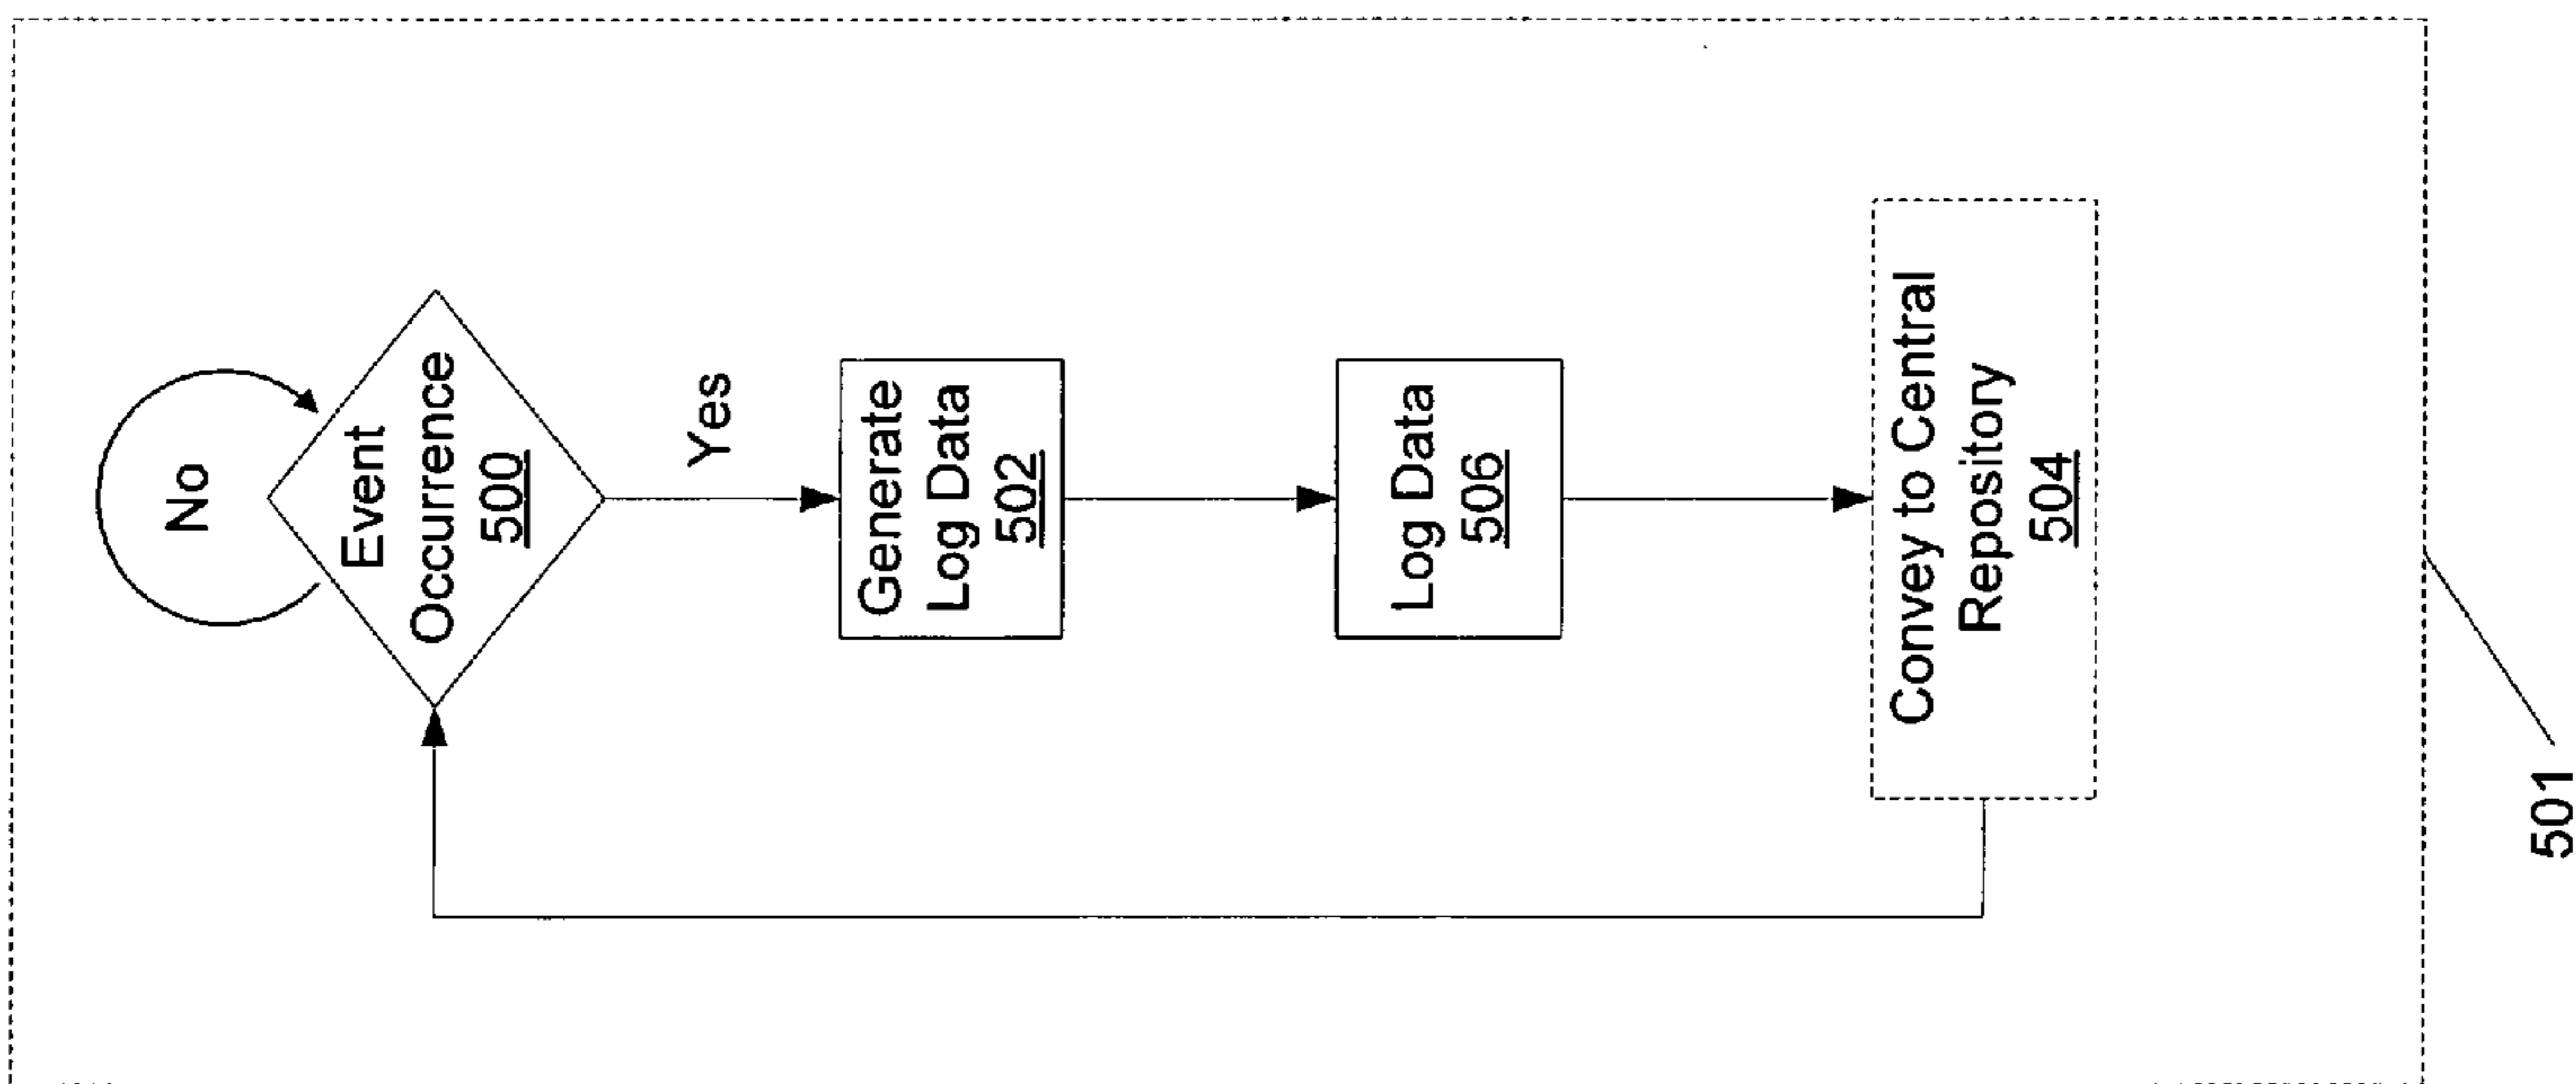 No
Event
Occurrence
500
Yes
Generate
Log Data
502
Log Data
506
Convey to Central
Repository
504
501